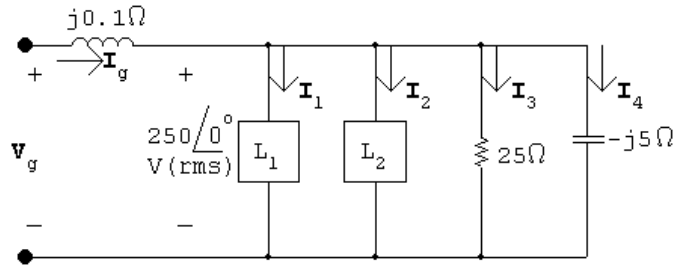 j0.1Ω
+ I_g + I_1 I_2 I_3 I_4
250/0° L_1 L_2 25Ω -j5Ω
V(rms)
V_g
− −